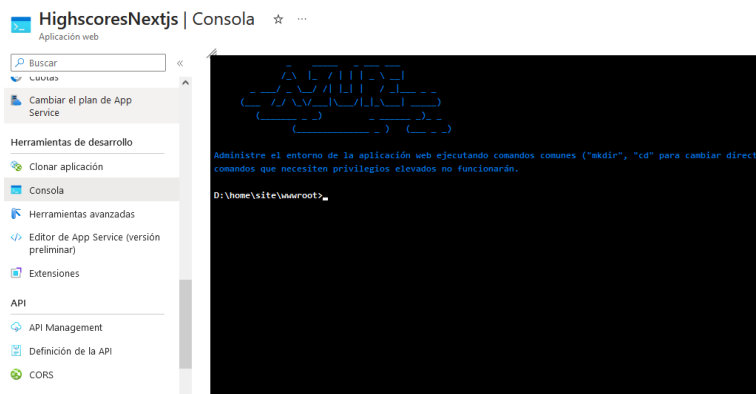 HighscoresNextjs | Consola
Aplicación web
Buscar
Cuotas
Cambiar el plan de App
Service
Herramientas de desarrollo
Clonar aplicación
Consola
Herramientas avanzadas
Editor de App Service (versión
preliminar)
Extensiones
API
API Management
Definición de la API
CORS
Administre el entorno de la aplicación web ejecutando comandos comunes ("mkdir", "cd" para cambiar direct
comandos que necesiten privilegios elevados no funcionarán.
D:\home\site\wwwroot>